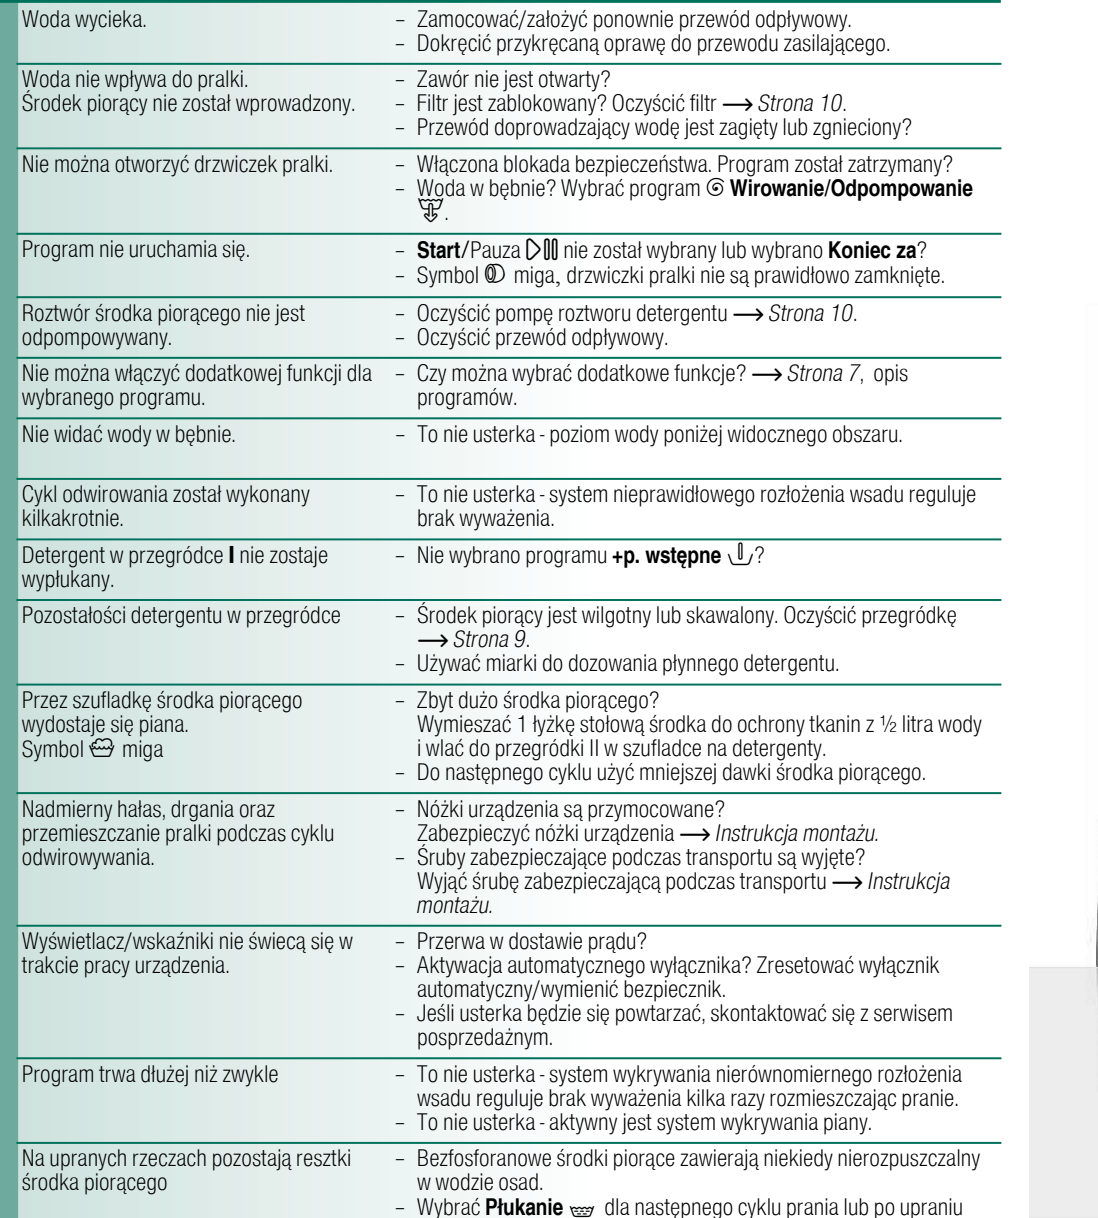 Woda wycieka.
– Zamocować/założyć ponownie przewód odpływowy.
– Dokręcić przykręcaną oprawę do przewodu zasilającego.
Woda nie wpływa do pralki.
Środek piorący nie został wprowadzony.
– Zawór nie jest otwarty?
– Filtr jest zablokowany? Oczyścić filtr ⟶ Strona 10.
– Przewód doprowadzający wodę jest zagięty lub zgnieciony?
Nie można otworzyć drzwiczek pralki.
– Włączona blokada bezpieczeństwa. Program został zatrzymany?
– Woda w bębnie? Wybrać program Wirowanie/Odpompowanie
.
Program nie uruchamia się.
– Start/Pauza nie został wybrany lub wybrano Koniec za?
– Symbol miga, drzwiczki pralki nie są prawidłowo zamknięte.
Roztwór środka piorącego nie jest
odpompowywany.
– Oczyścić pompę roztworu detergentu ⟶ Strona 10.
– Oczyścić przewód odpływowy.
Nie można włączyć dodatkowej funkcji dla
wybranego programu.
– Czy można wybrać dodatkowe funkcje? ⟶ Strona 7, opis
programów.
Nie widać wody w bębnie.
– To nie usterka - poziom wody poniżej widocznego obszaru.
Cykl odwirowania został wykonany
kilkakrotnie.
– To nie usterka - system nieprawidłowego rozłożenia wsadu reguluje
brak wyważenia.
Detergent w przegródce I nie zostaje
wypłukany.
– Nie wybrano programu +p. wstępne ?
Pozostałości detergentu w przegródce
– Środek piorący jest wilgotny lub skawalony. Oczyścić przegródkę
⟶ Strona 9.
– Używać miarki do dozowania płynnego detergentu.
Przez szufladkę środka piorącego
wydostaje się piana.
Symbol miga
– Zbyt dużo środka piorącego?
Wymieszać 1 łyżkę stołową środka do ochrony tkanin z ½ litra wody
i wlać do przegródki II w szufladce na detergenty.
– Do następnego cyklu użyć mniejszej dawki środka piorącego.
Nadmierny hałas, drgania oraz
przemieszczanie pralki podczas cyklu
odwirowywania.
– Nóżki urządzenia są przymocowane?
Zabezpieczyć nóżki urządzenia ⟶ Instrukcja montażu.
– Śruby zabezpieczające podczas transportu są wyjęte?
Wyjąć śrubę zabezpieczającą podczas transportu ⟶ Instrukcja
montażu.
Wyświetlacz/wskaźniki nie świecą się w
trakcie pracy urządzenia.
– Przerwa w dostawie prądu?
– Aktywacja automatycznego wyłącznika? Zresetować wyłącznik
automatyczny/wymienić bezpiecznik.
– Jeśli usterka będzie się powtarzać, skontaktować się z serwisem
posprzedażnym.
Program trwa dłużej niż zwykle
– To nie usterka - system wykrywania nierównomiernego rozłożenia
wsadu reguluje brak wyważenia kilka razy rozmieszczając pranie.
– To nie usterka - aktywny jest system wykrywania piany.
Na upranych rzeczach pozostają resztki
środka piorącego
– Bezfosforanowe środki piorące zawierają niekiedy nierozpuszczalny
w wodzie osad.
– Wybrać Płukanie dla następnego cyklu prania lub po upraniu